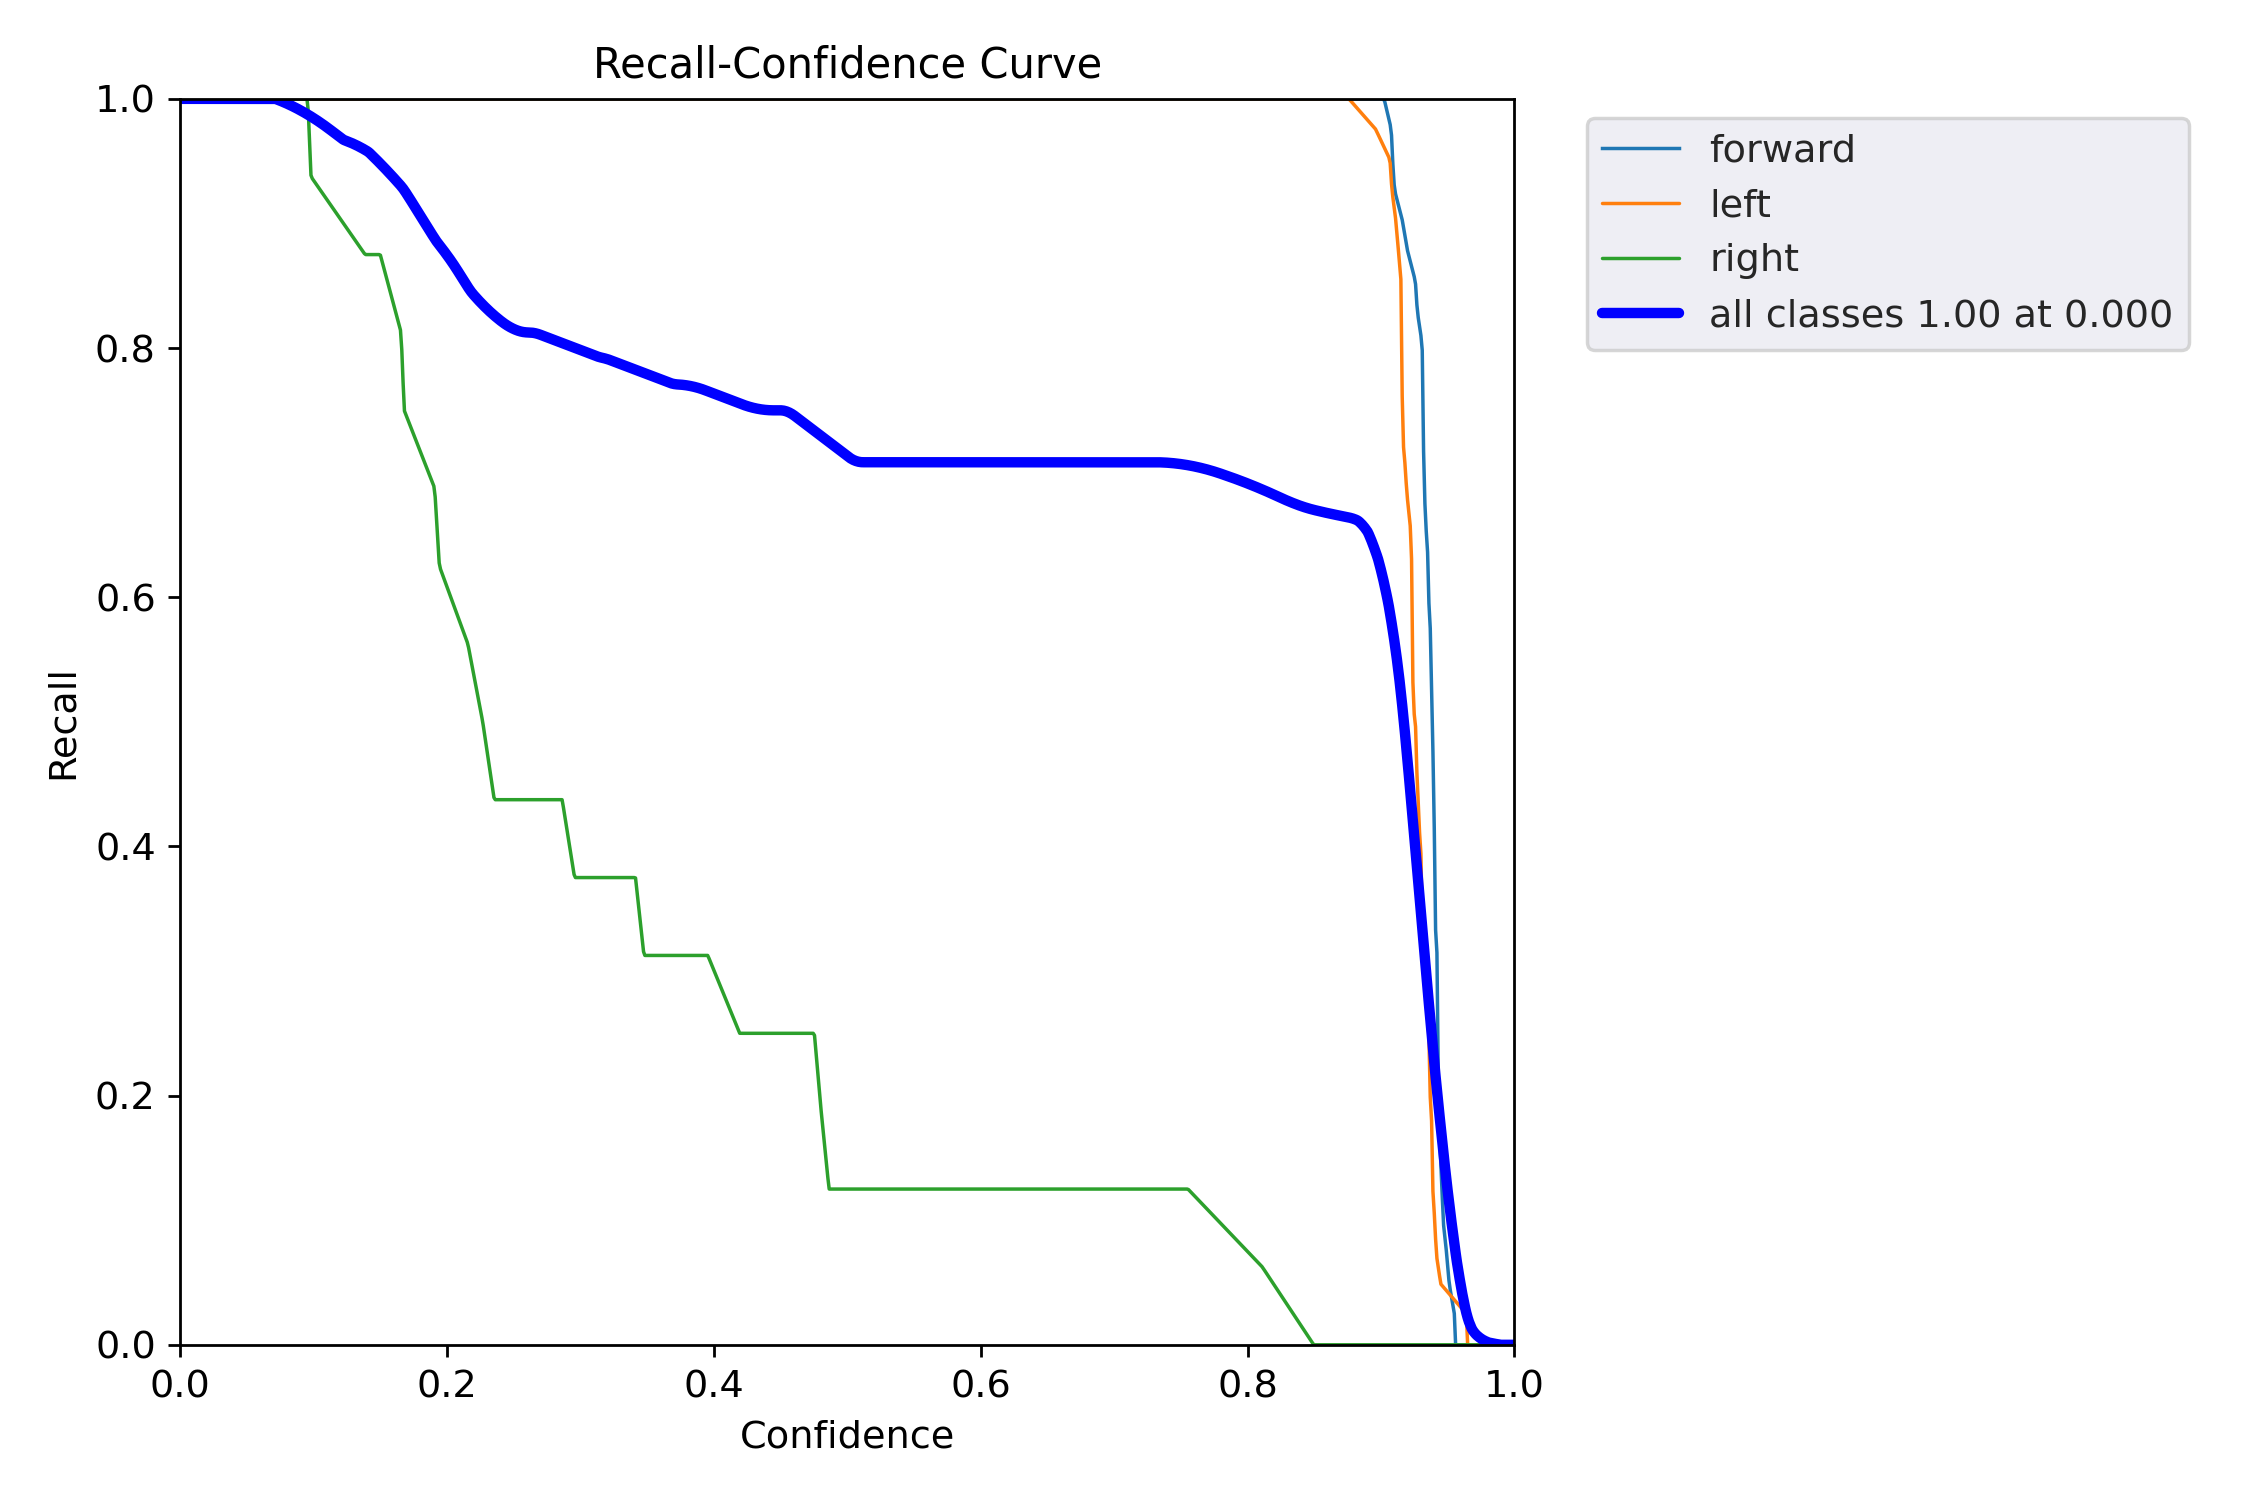 Recall-Confidence Curve
1.0
0.8
0.6
0.4
0.2
0.0
Recall
0.0 0.2 0.4 0.6 0.8 1.0
Confidence
forward
left
right
all classes 1.00 at 0.000